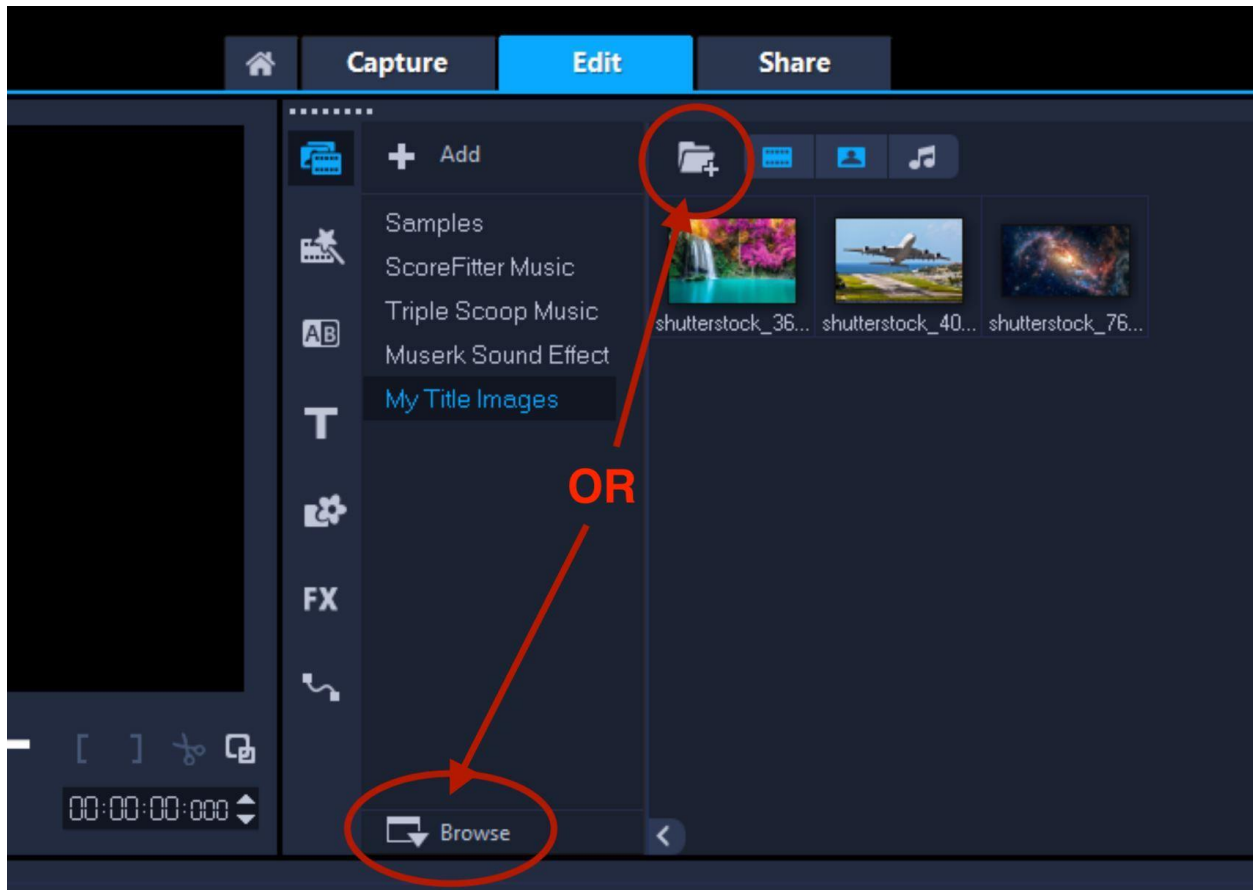 Capture
Edit
Share
Add
Samples
ScoreFitter Music
Triple Scoop Music
Muserk Sound Effect
My Title Images
shutterstock_36...
shutterstock_40...
shutterstock_76...
AB
T
OR
FX
[ ]
00:00:00:000
Browse